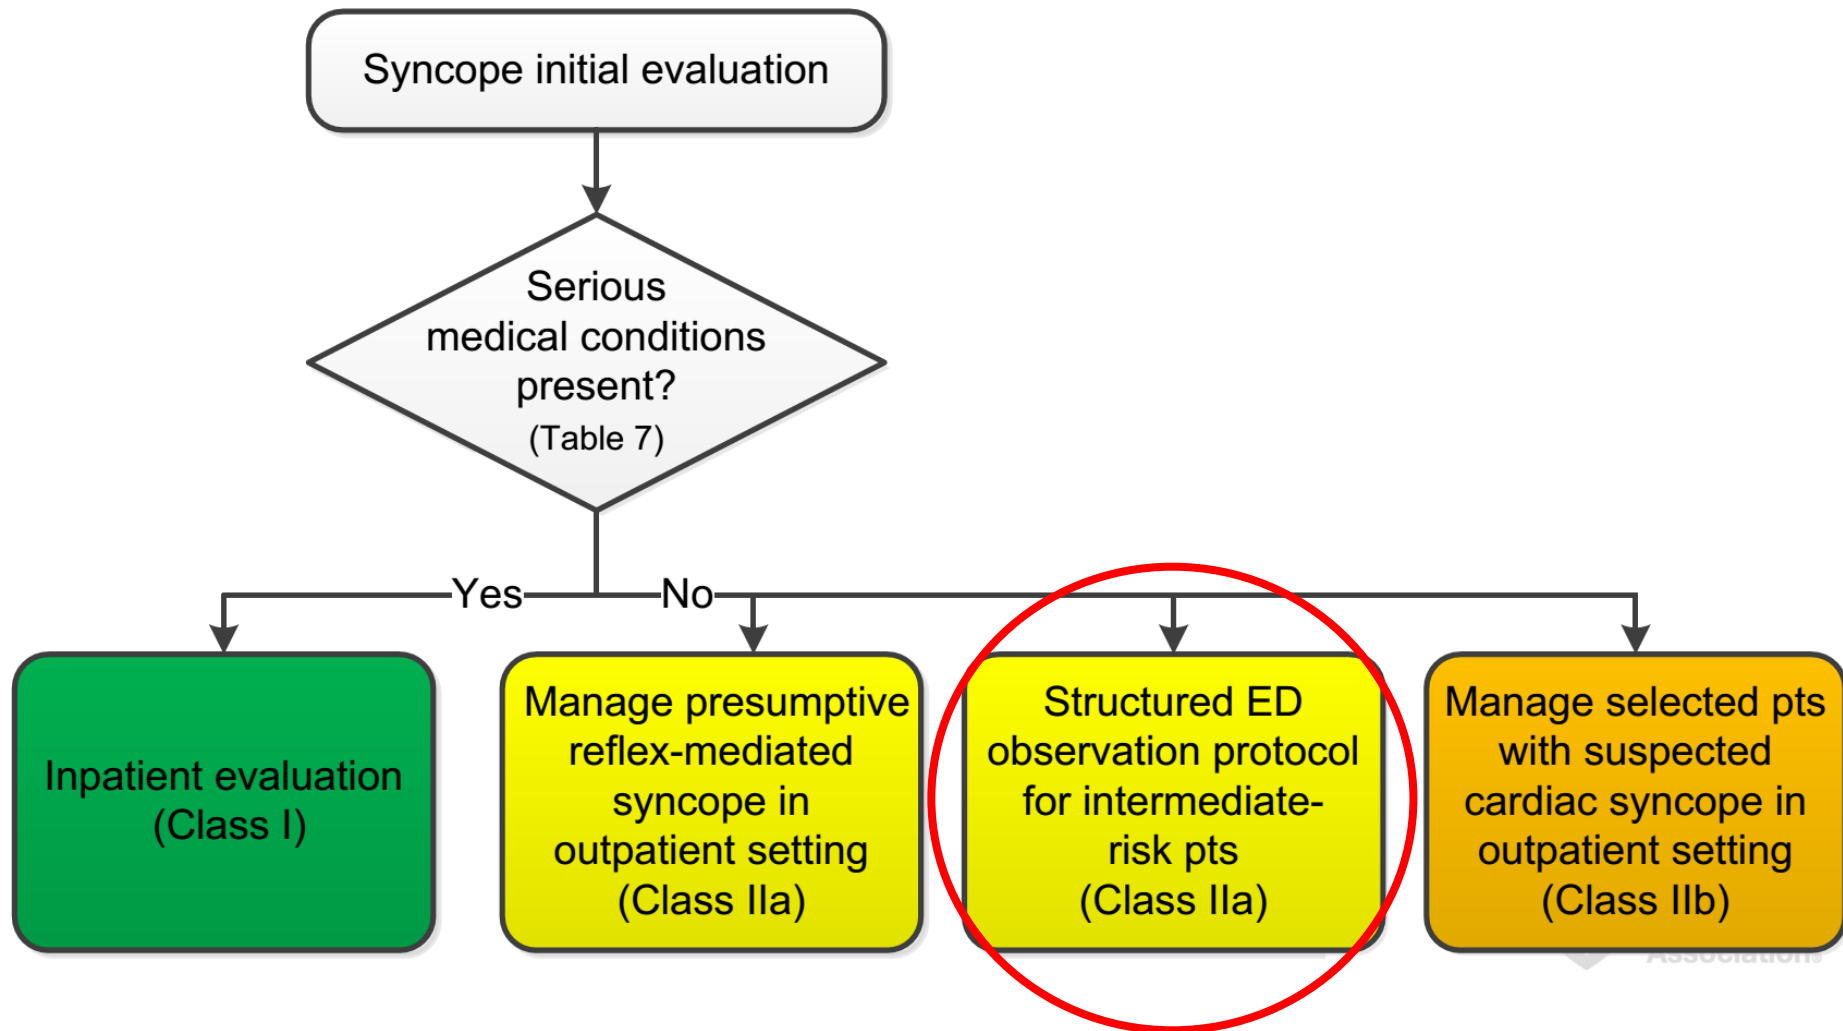 Syncope initial evaluation
Serious
medical conditions
present?
(Table 7)
Yes
No
Inpatient evaluation
(Class I)
Manage presumptive
reflex-mediated
syncope in
outpatient setting
(Class IIa)
Structured ED
observation protocol
for intermediate-
risk pts
(Class IIa)
Manage selected pts
with suspected
cardiac syncope in
outpatient setting
(Class IIb)
Association®